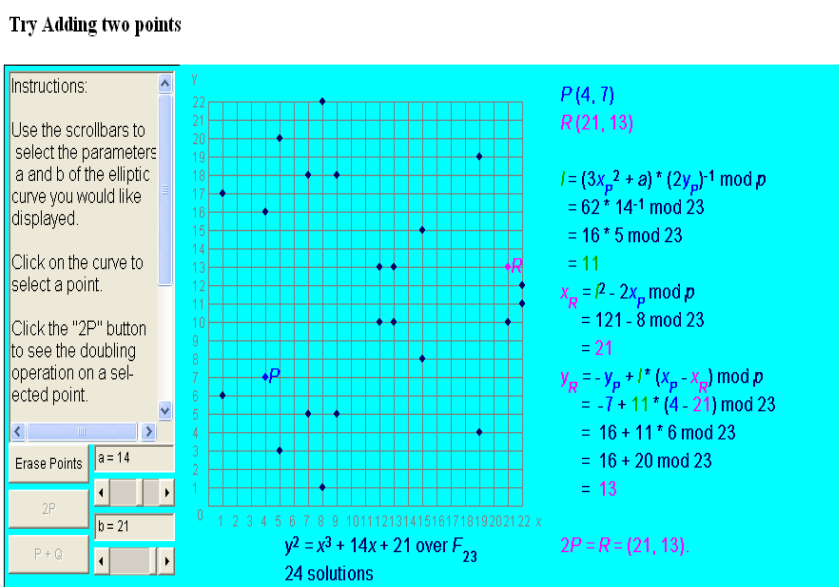 Try Adding two points
Instructions:
Use the scrollbars to
select the parameters
a and b of the elliptic
curve you would like
displayed.
Click on the curve to
select a point.
Click the "2P" button
to see the doubling
operation on a sel-
ected point.
Erase Points
a = 14
2P
b = 21
P + Q
y
22
21
20
19
18
17
16
15
14
13
12
11
10
9
8
7
6
5
4
3
2
1
0
1 2 3 4 5 6 7 8 9 10 11 12 13 14 15 16 17 18 19 20 21 22 x
P
R
y² = x³ + 14x + 21 over F₂₃
24 solutions
P (4, 7)
R (21, 13)
l = (3xₚ² + a) * (2yₚ)⁻¹ mod p
= 62 * 14⁻¹ mod 23
= 16 * 5 mod 23
= 11
x_R = l² - 2xₚ mod p
= 121 - 8 mod 23
= 21
y_R = - yₚ + l * (xₚ - x_R) mod p
= -7 + 11 * (4 - 21) mod 23
= 16 + 11 * 6 mod 23
= 16 + 20 mod 23
= 13
2P = R = (21, 13).